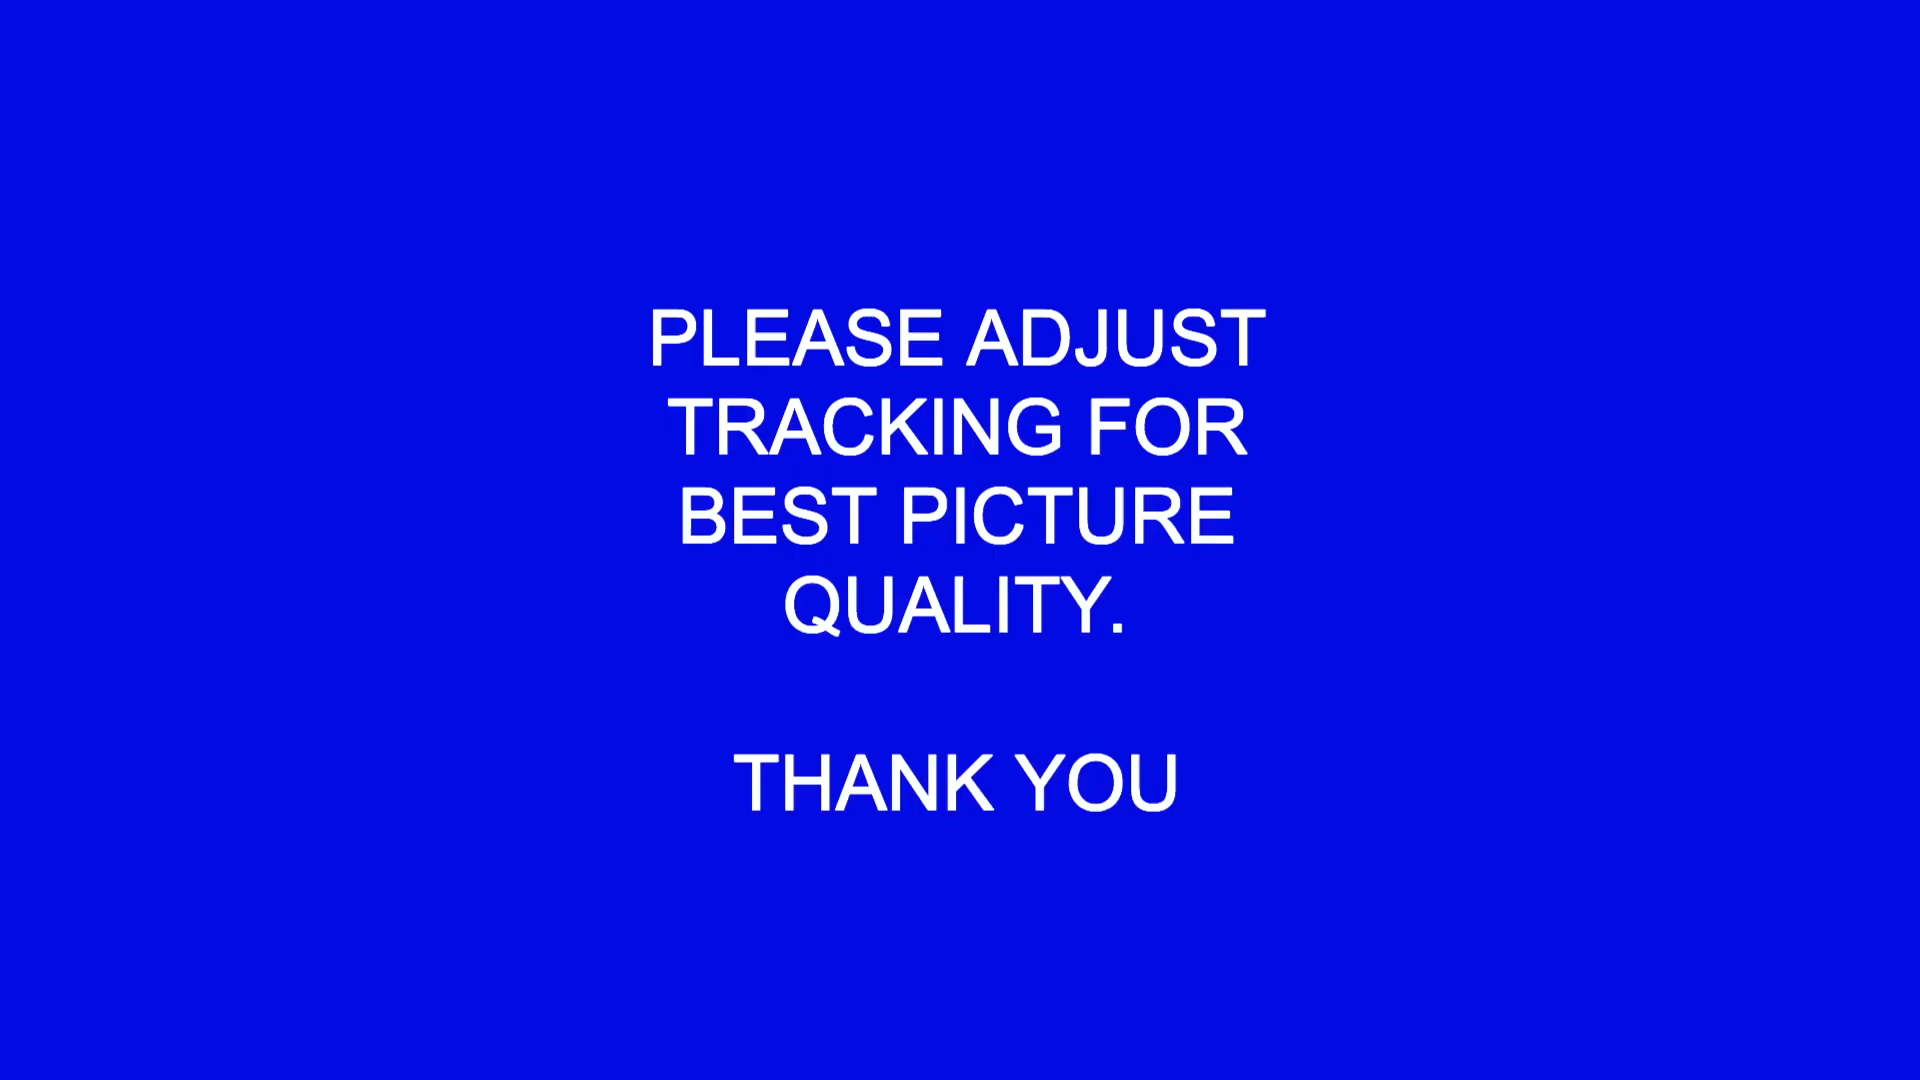 PLEASE ADJUST
TRACKING FOR
BEST PICTURE
QUALITY.
THANK YOU